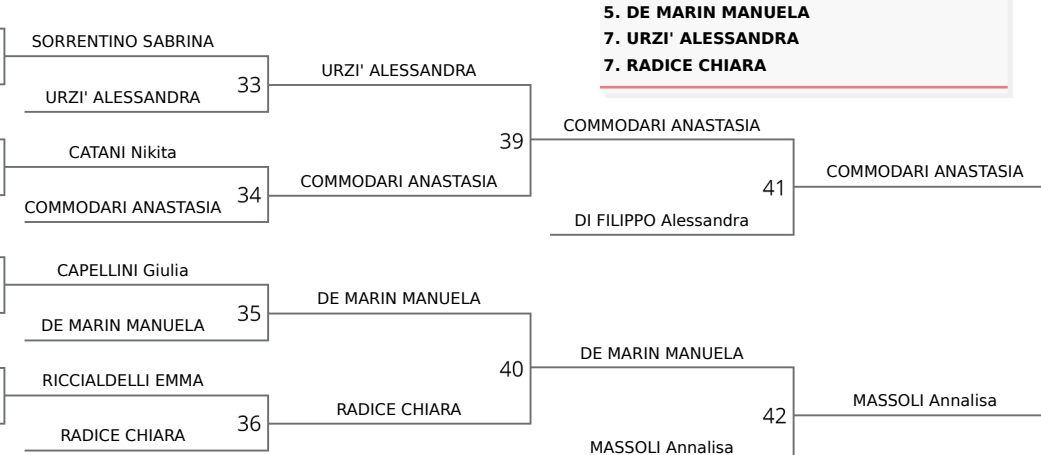 5. DE MARIN MANUELA
7. URZI' ALESSANDRA
7. RADICE CHIARA
SORRENTINO SABRINA
33
URZI' ALESSANDRA
URZI' ALESSANDRA
39
CATANI Nikita
34
COMMODARI ANASTASIA
COMMODARI ANASTASIA
COMMODARI ANASTASIA
41
DI FILIPPO Alessandra
COMMODARI ANASTASIA
CAPELLINI Giulia
35
DE MARIN MANUELA
DE MARIN MANUELA
40
RICCIALDELLI EMMA
36
RADICE CHIARA
RADICE CHIARA
DE MARIN MANUELA
42
MASSOLI Annalisa
MASSOLI Annalisa